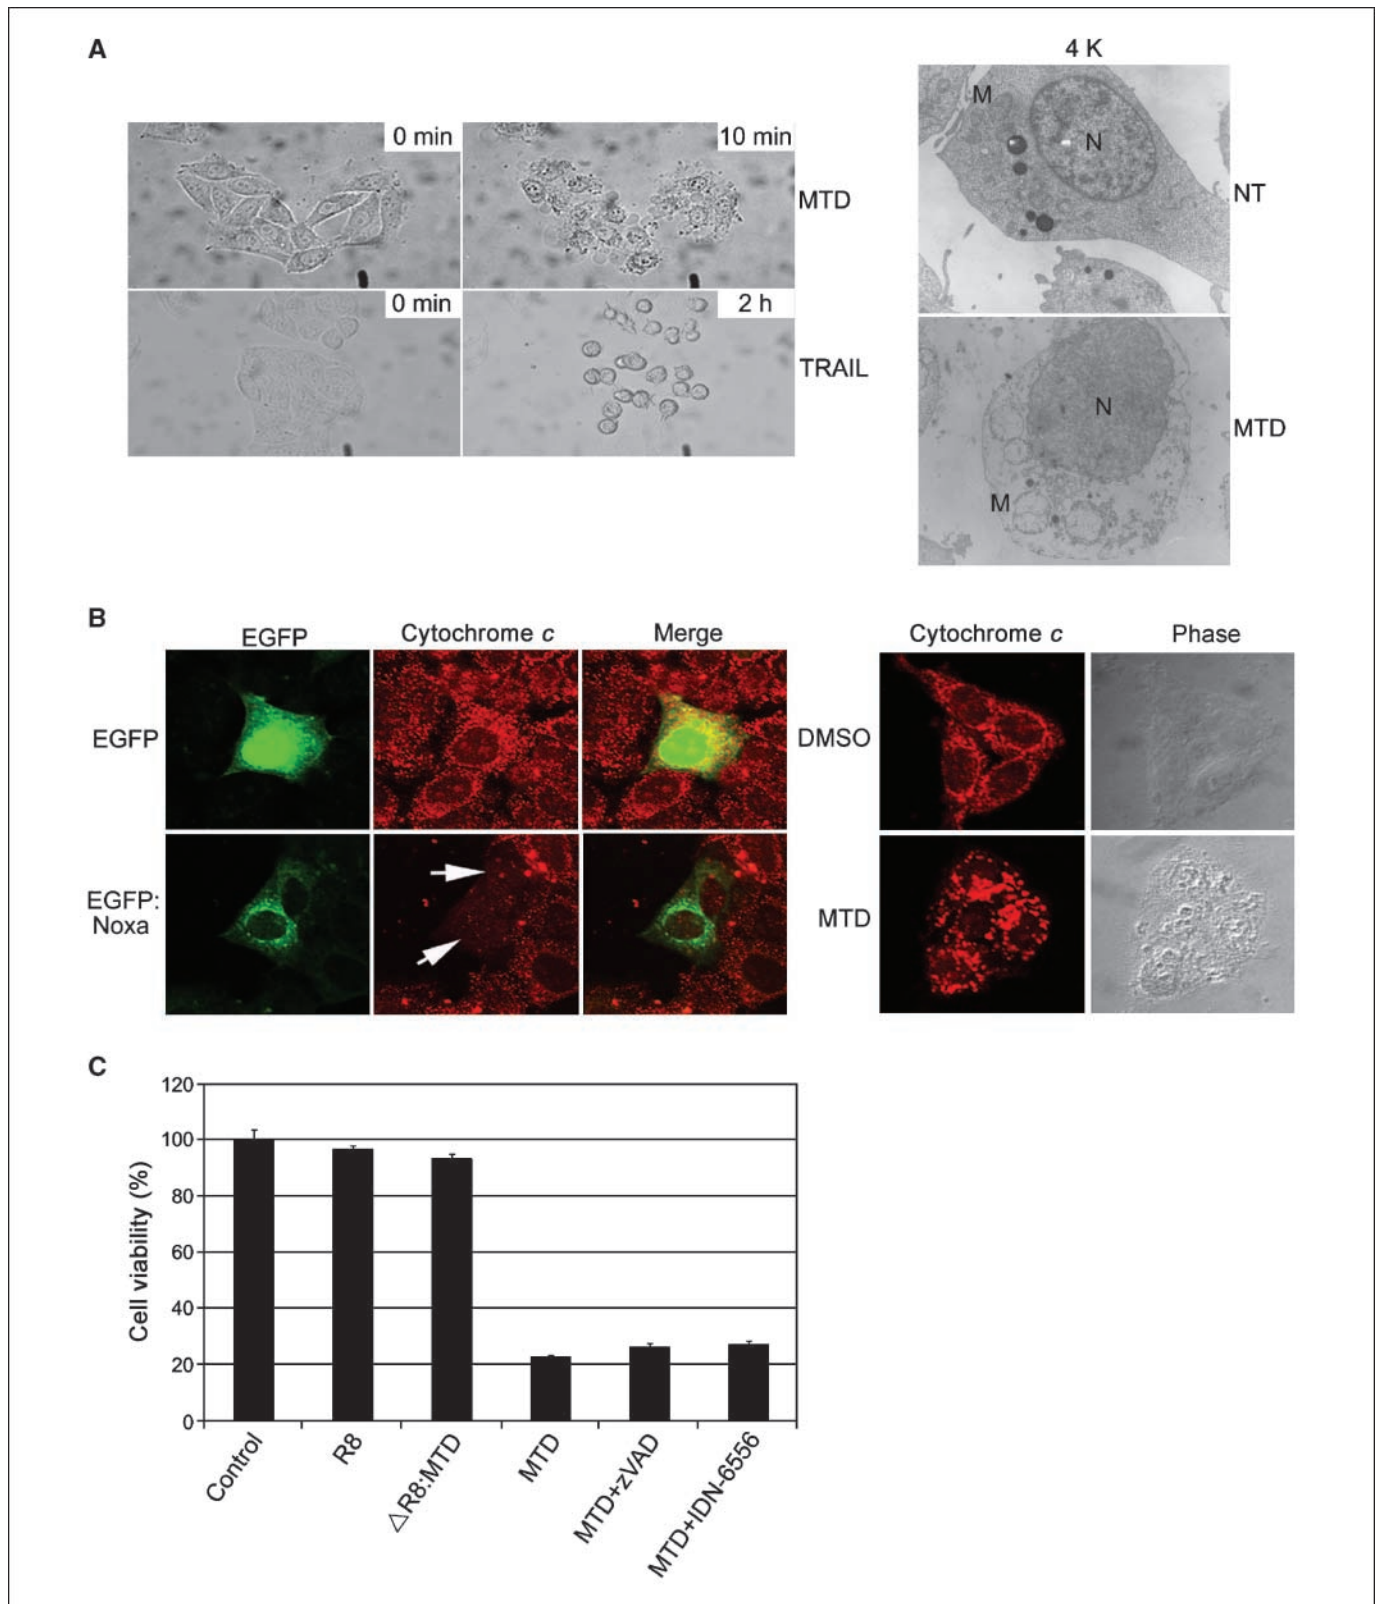 A
4 K
0 min
10 min
MTD
0 min
2 h
TRAIL
M
N
NT
N
M
MTD
B
EGFP
Cytochrome c
Merge
EGFP
EGFP:
Noxa
Cytochrome c
Phase
DMSO
MTD
C
Cell viability (%)
120
100
80
60
40
20
0
Control
R8
△R8:MTD
MTD
MTD+zVAD
MTD+IDN-6556